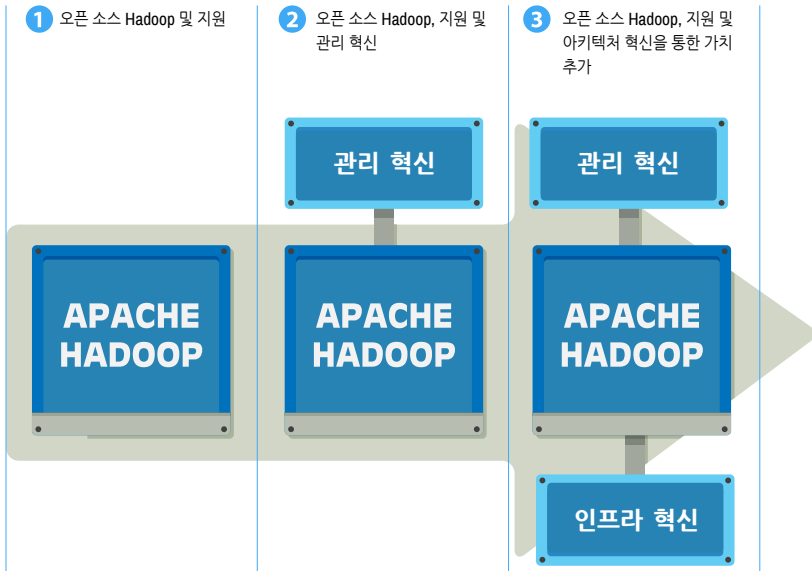 1 오픈 소스 Hadoop 및 지원
2 오픈 소스 Hadoop, 지원 및
관리 혁신
3 오픈 소스 Hadoop, 지원 및
아키텍처 혁신을 통한 가치
추가
관리 혁신
관리 혁신
APACHE
HADOOP
APACHE
HADOOP
APACHE
HADOOP
인프라 혁신